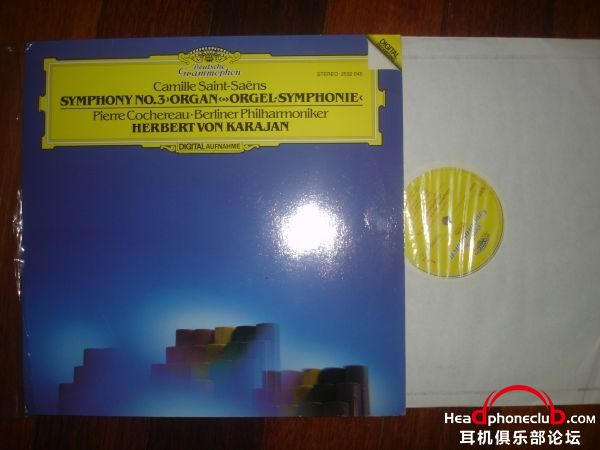 Deutsche
Grammophon
DIGITAL
STEREO 2532 045
Camille Saint-Saëns
SYMPHONY NO.3 ›ORGAN‹ · ›ORGEL-SYMPHONIE‹
Pierre Cochereau · Berliner Philharmoniker
HERBERT VON KARAJAN
DIGITAL AUFNAHME
Headphoneclub.com
耳机俱乐部论坛